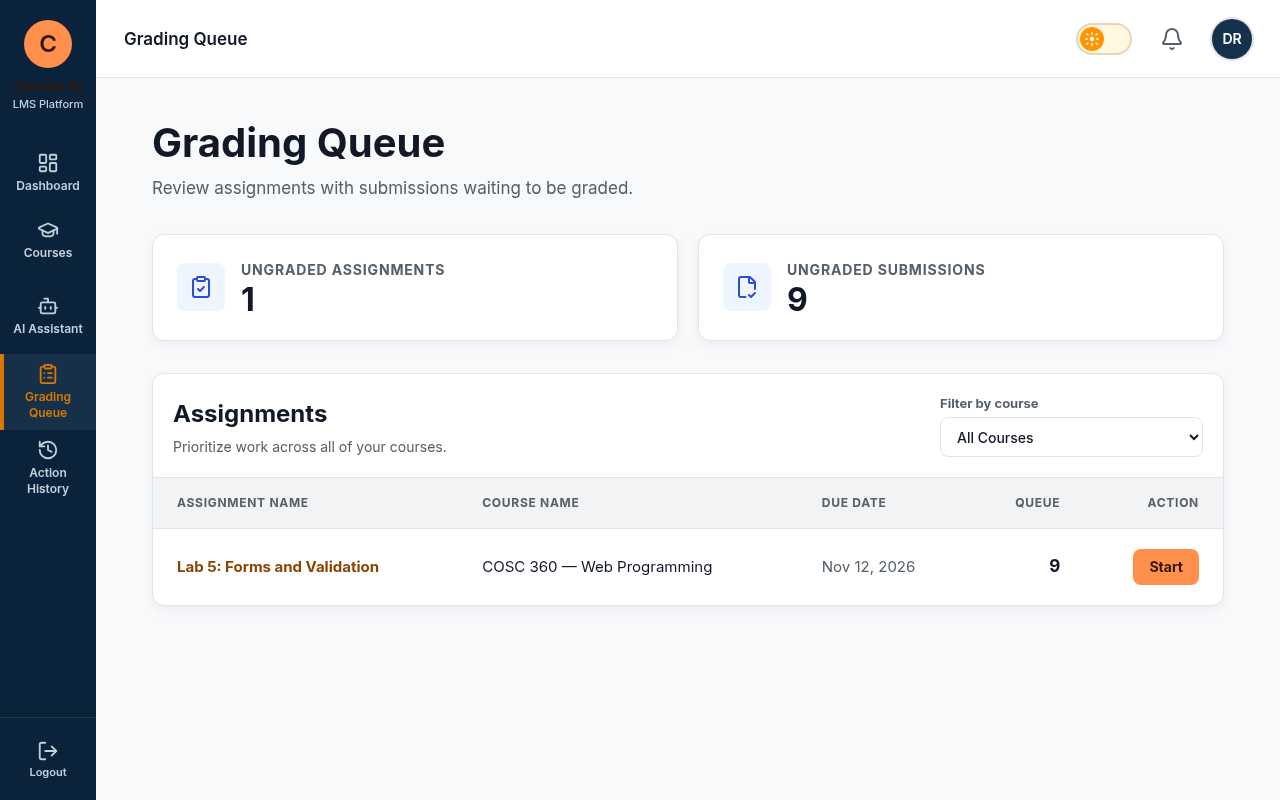 C
Canvas AI
LMS Platform
Dashboard
Courses
AI Assistant
Grading
Queue
Action
History
Logout
Grading Queue
DR
Grading Queue
Review assignments with submissions waiting to be graded.
UNGRADED ASSIGNMENTS
1
UNGRADED SUBMISSIONS
9
Assignments
Prioritize work across all of your courses.
Filter by course
All Courses
ASSIGNMENT NAME COURSE NAME DUE DATE QUEUE ACTION
Lab 5: Forms and Validation COSC 360 — Web Programming Nov 12, 2026 9 Start